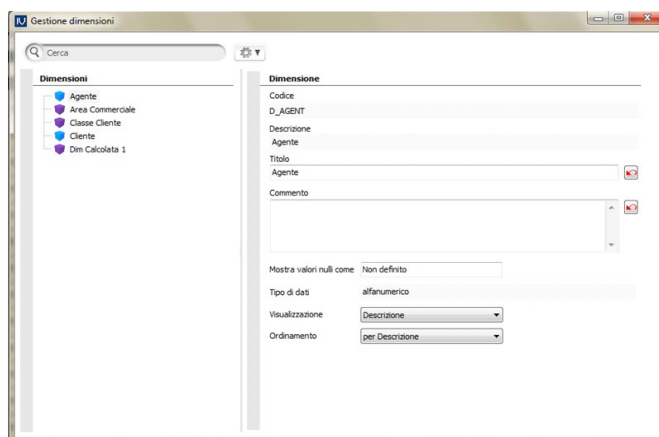 IU Gestione dimensioni
Cerca
Dimensioni
Agente
Area Commerciale
Classe Cliente
Cliente
Dim Calcolata 1
Dimensione
Codice
D_AGENT
Descrizione
Agente
Titolo
Agente
Commento
Mostra valori nulli come Non definito
Tipo di dati alfanumerico
Visualizzazione Descrizione
Ordinamento per Descrizione